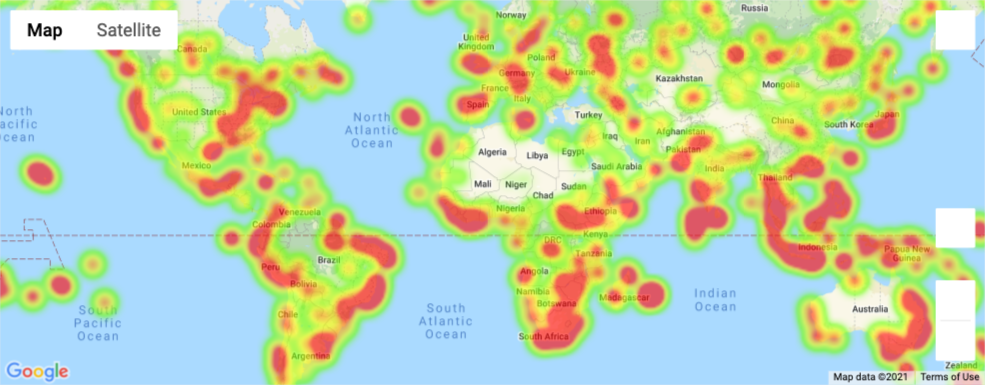 Map
Satellite
Norway
Russia
United
Kingdom
Canada
Poland
Germany
Ukraine
France
Kazakhstan
Mongolia
Italy
Spain
United States
North
Atlantic
Ocean
North
Pacific
Ocean
Turkey
China
South Korea
Japan
Iraq
Iran
Afghanistan
Pakistan
Algeria
Libya
Egypt
Saudi Arabia
Mexico
India
Thailand
Mali
Niger
Chad
Sudan
Nigeria
Ethiopia
Venezuela
Colombia
Kenya
DRC
Tanzania
Indonesia
Papua New
Guinea
Brazil
Peru
Bolivia
Angola
Namibia
Botswana
Madagascar
Indian
Ocean
South
Pacific
Ocean
South
Atlantic
Ocean
Chile
Australia
South Africa
Argentina
Zealand
Google
Map data ©2021
Terms of Use